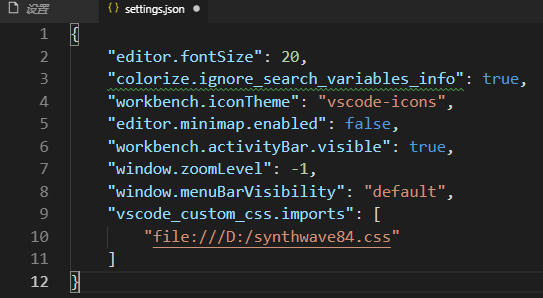 设置
{} settings.json ●
1 {
2 "editor.fontSize": 20,
3 "colorize.ignore_search_variables_info": true,
4 "workbench.iconTheme": "vscode-icons",
5 "editor.minimap.enabled": false,
6 "workbench.activityBar.visible": true,
7 "window.zoomLevel": -1,
8 "window.menuBarVisibility": "default",
9 "vscode_custom_css.imports": [
10 "file:///D:/synthwave84.css"
11 ]
12 }